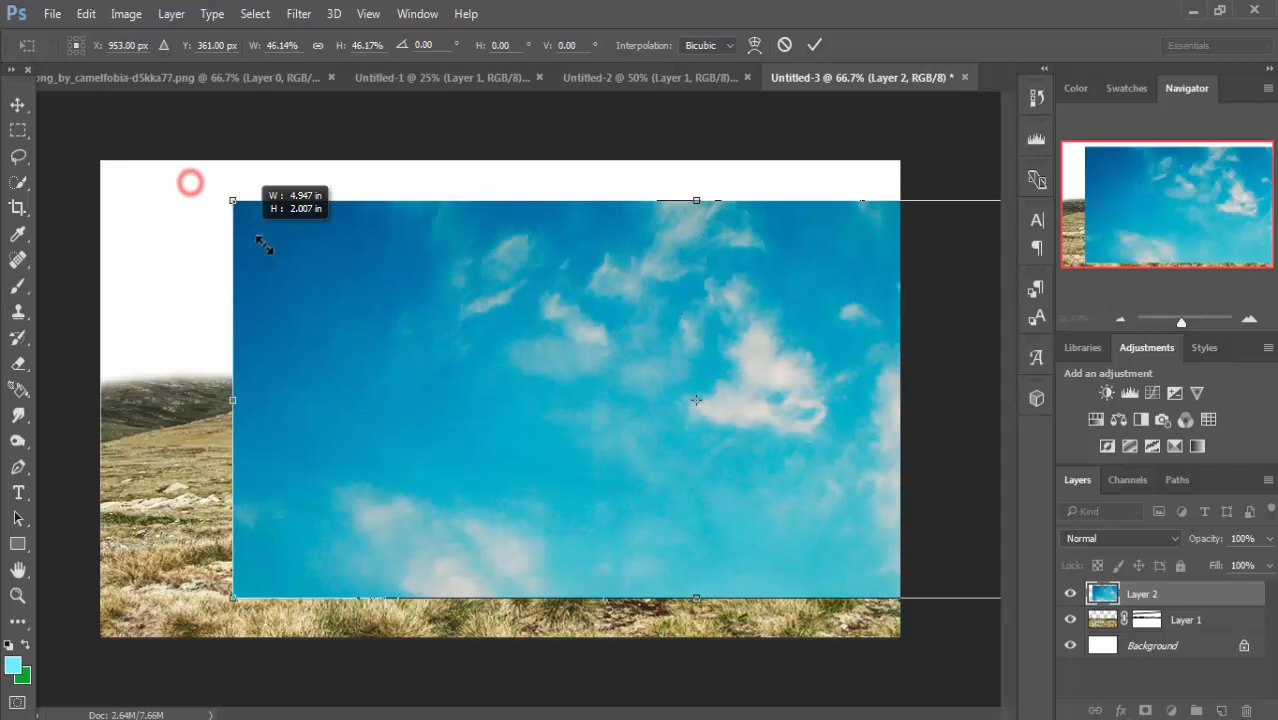 Ps File Edit Image Layer Type Select Filter 3D View Window Help
X: 953.00 px Y: 361.00 px W: 46.14% H: 46.17% 0.00 ° H: 0.00 ° V: 0.00 ° Interpolation: Bicubic Essentials
ong_by_camelfobia-d5kka77.png @ 66.7% (Layer 0, RGB/... × Untitled-1 @ 25% (Layer 1, RGB/8)... × Untitled-2 @ 50% (Layer 1, RGB/8)... × Untitled-3 @ 66.7% (Layer 2, RGB/8) * ×
Color Swatches Navigator
W: 4.947 in
H: 2.007 in
Libraries Adjustments Styles
Add an adjustment
Layers Channels Paths
Kind
Normal Opacity: 100%
Lock: Fill: 100%
Layer 2
Layer 1
Background
Doc: 2.64M/7.66M